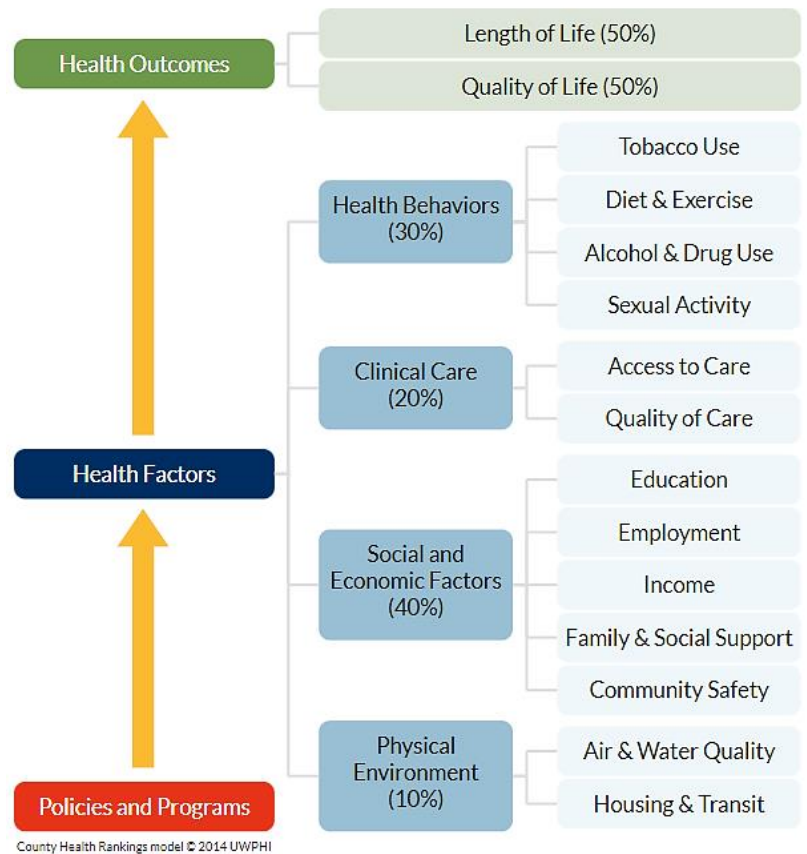 Health Outcomes
Length of Life (50%)
Quality of Life (50%)
Health Factors
Health Behaviors
(30%)
Tobacco Use
Diet & Exercise
Alcohol & Drug Use
Sexual Activity
Clinical Care
(20%)
Access to Care
Quality of Care
Social and
Economic Factors
(40%)
Education
Employment
Income
Family & Social Support
Community Safety
Physical
Environment
(10%)
Air & Water Quality
Housing & Transit
Policies and Programs
County Health Rankings model © 2014 UWPHI